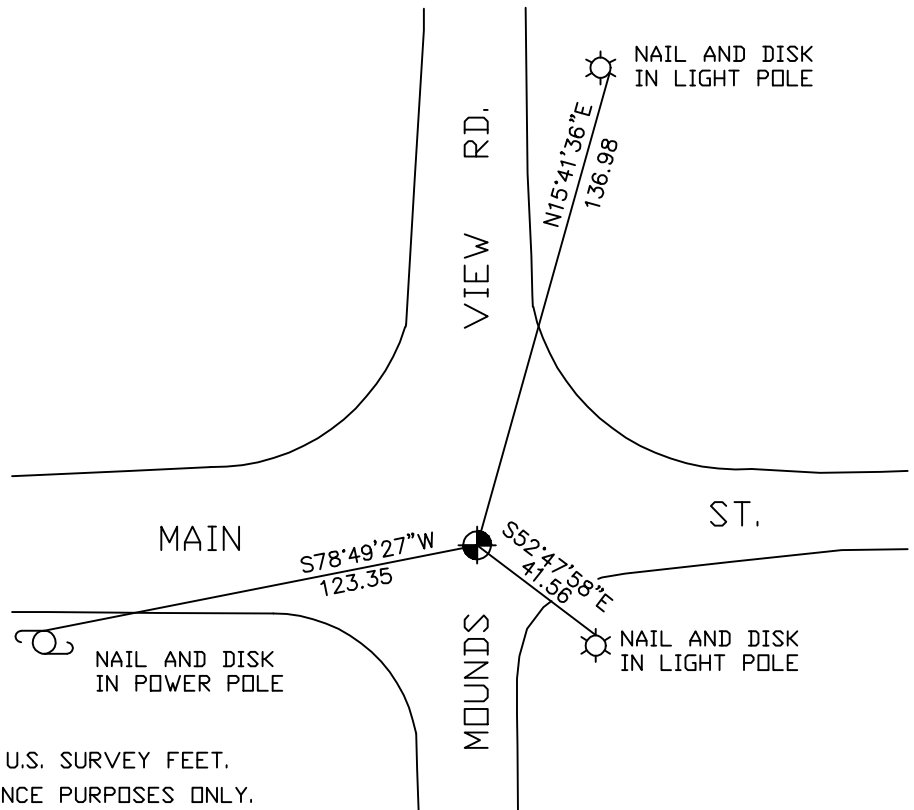 NAIL AND DISK
IN LIGHT POLE
VIEW RD.
N15°41'36"E
136.98
MAIN
ST.
S78°49'27"W
123.35
S52°47'58"E
41.56
NAIL AND DISK
IN LIGHT POLE
NAIL AND DISK
IN POWER POLE
MOUNDS
U.S. SURVEY FEET.
NCE PURPOSES ONLY.